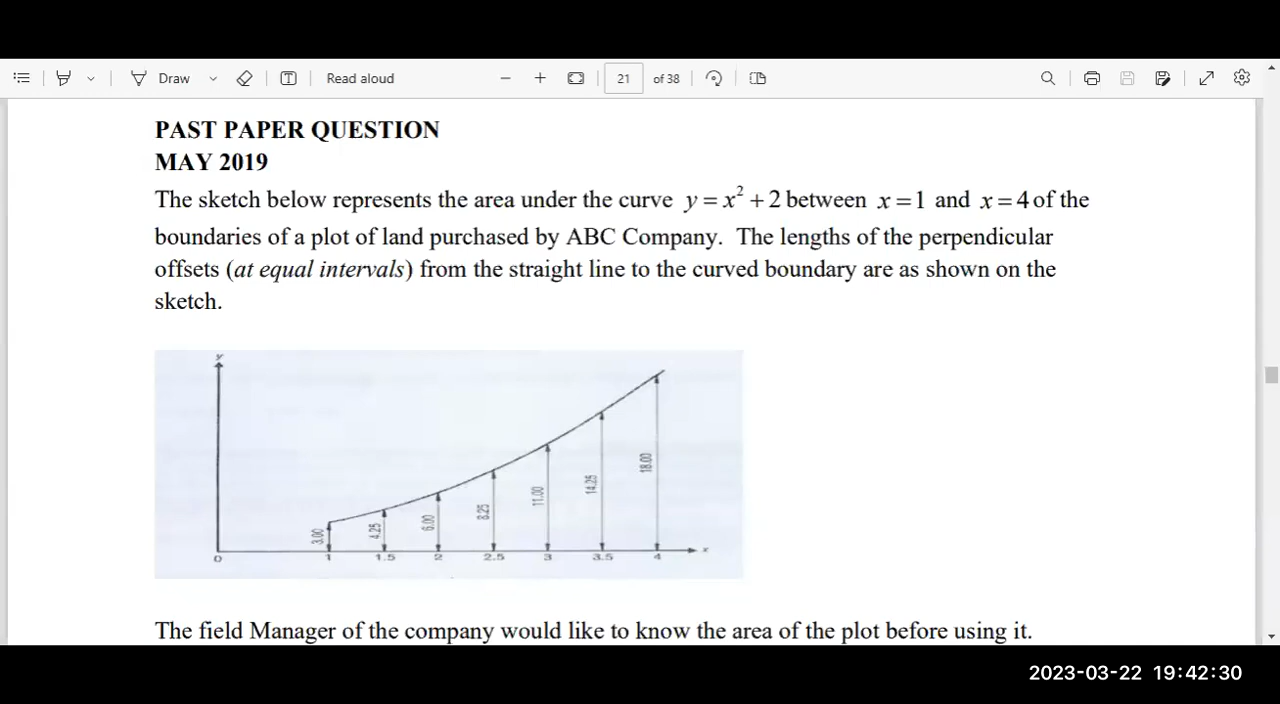 Draw
Read aloud
21 of 38
PAST PAPER QUESTION
MAY 2019
The sketch below represents the area under the curve y = x² + 2 between x = 1 and x = 4 of the
boundaries of a plot of land purchased by ABC Company. The lengths of the perpendicular
offsets (at equal intervals) from the straight line to the curved boundary are as shown on the
sketch.
y
3.00 4.25 6.00 8.25 11.00 14.25 18.00
0 1 1.5 2 2.5 3 3.5 4 x
The field Manager of the company would like to know the area of the plot before using it.
2023-03-22 19:42:30